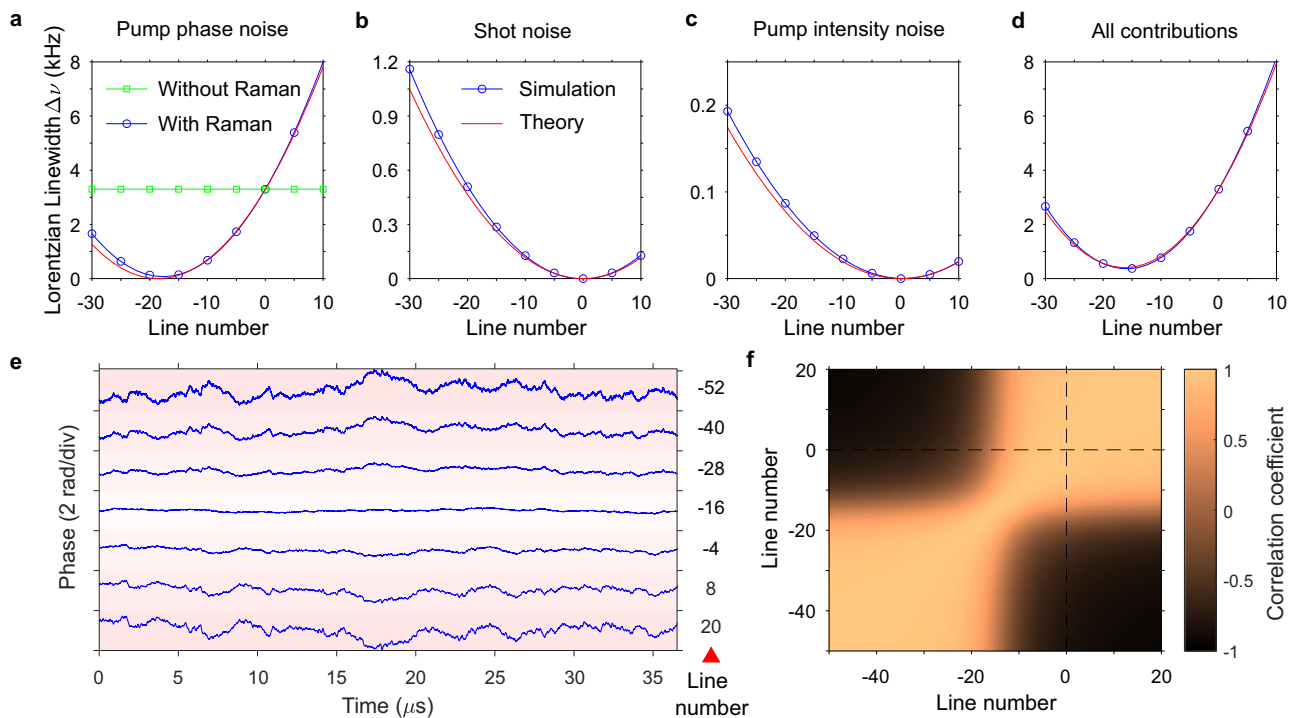 a
Pump phase noise
b
Shot noise
c
Pump intensity noise
d
All contributions
Lorentzian Linewidth Δν (kHz)
8
6
4
2
0
-30 -20 -10 0 10
Line number
Without Raman
With Raman
1.2
0.9
0.6
0.3
0
-30 -20 -10 0 10
Line number
Simulation
Theory
0.2
0.1
0
-30 -20 -10 0 10
Line number
8
6
4
2
0
-30 -20 -10 0 10
Line number
e
Phase (2 rad/div)
-52
-40
-28
-16
-4
8
20
0 5 10 15 20 25 30 35
Time (μs)
Line
number
f
Line number
20
0
-20
-40
-40 -20 0 20
Line number
1
0.5
0
-0.5
-1
Correlation coefficient